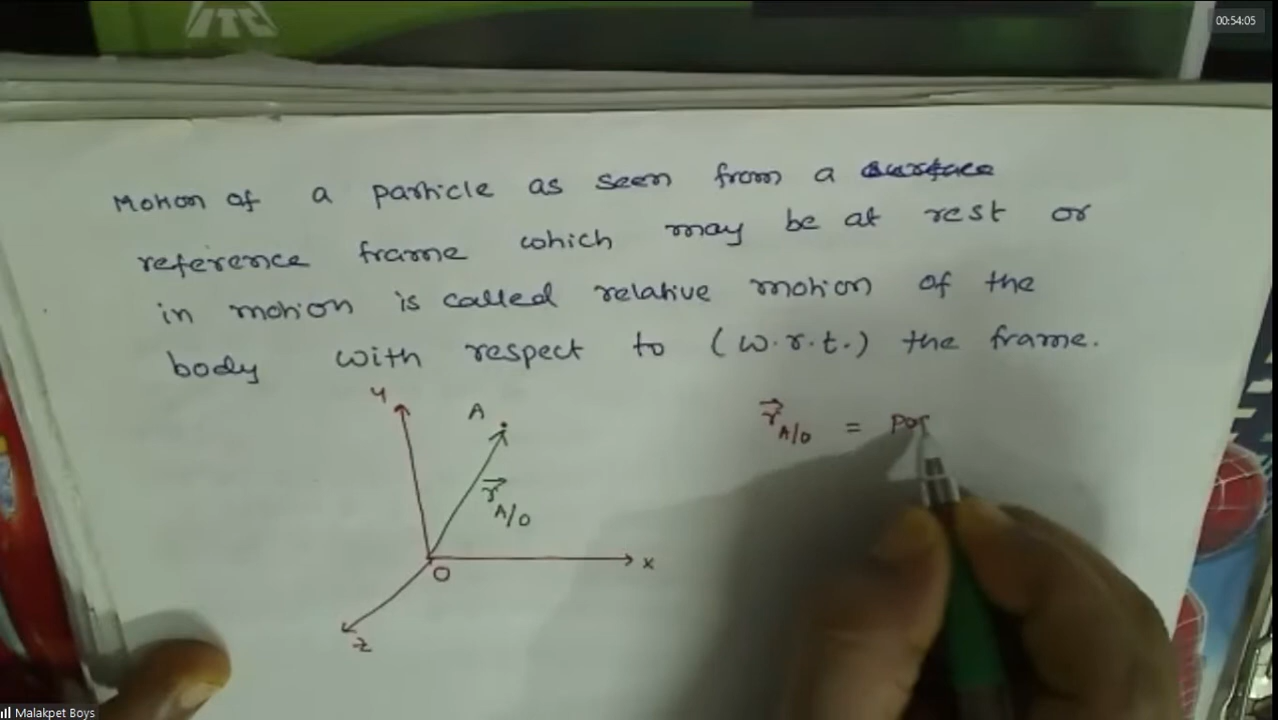 ITC
00:54:05
Motion of a particle as seen from a
reference frame which may be at rest or
in motion is called relative motion of the
body with respect to (w.r.t.) the frame.
y
A
r A/O = Pos
r A/O
x
O
z
Malakpet Boys